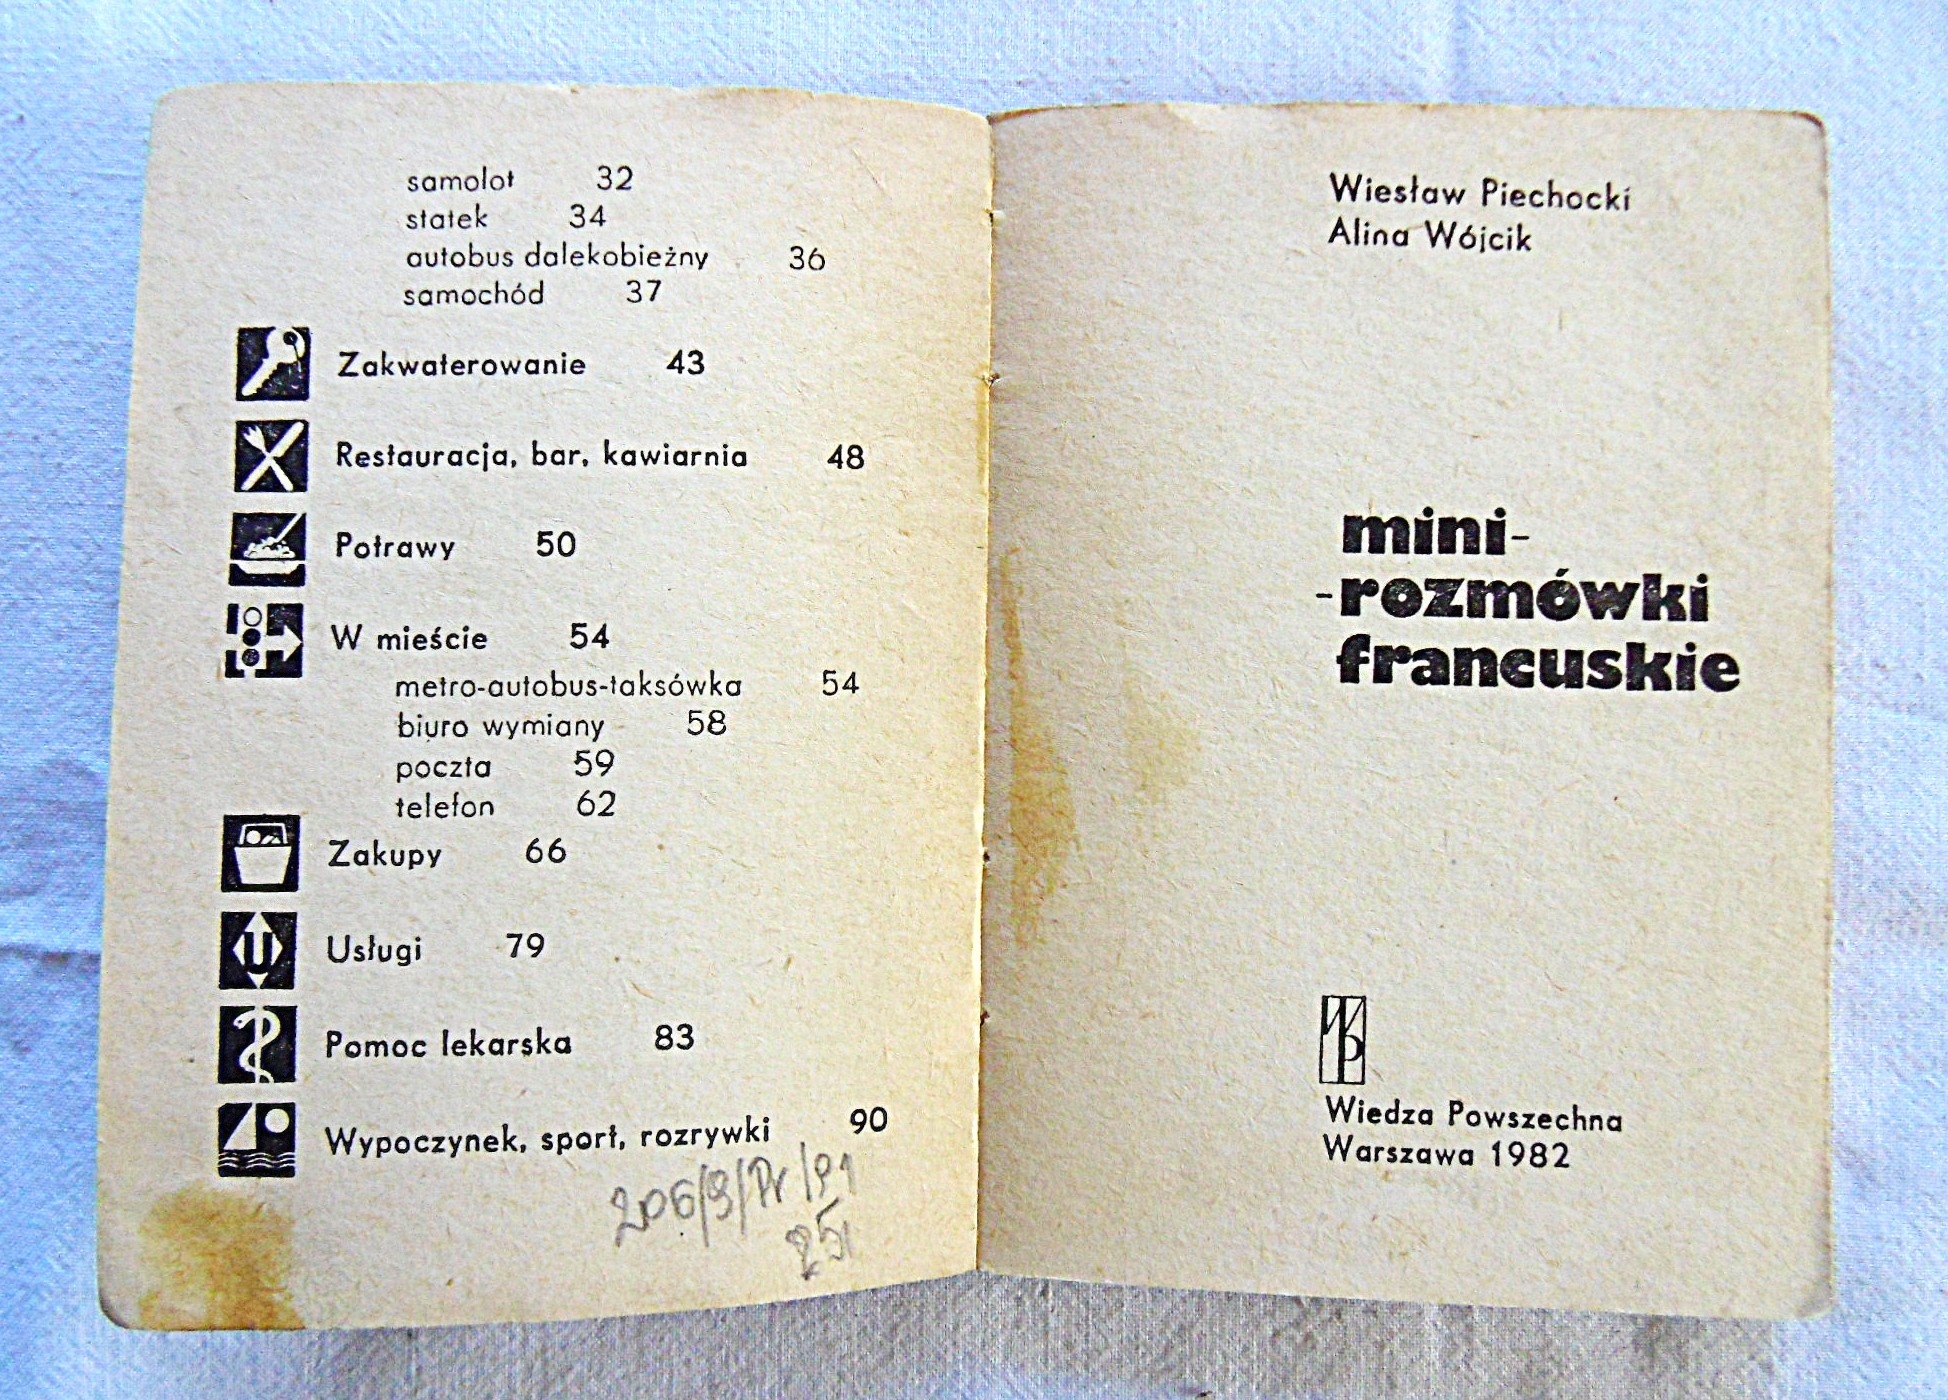 samolot 32
statek 34
autobus dalekobieżny 36
samochód 37
Zakwaterowanie 43
Restauracja, bar, kawiarnia 48
Potrawy 50
W mieście 54
metro-autobus-taksówka 54
biuro wymiany 58
poczta 59
telefon 62
Zakupy 66
U
Usługi 79
Pomoc lekarska 83
Wypoczynek, sport, rozrywki 90
Wiesław Piechocki
Alina Wójcik
mini-
-rozmówki
francuskie
WP
Wiedza Powszechna
Warszawa 1982